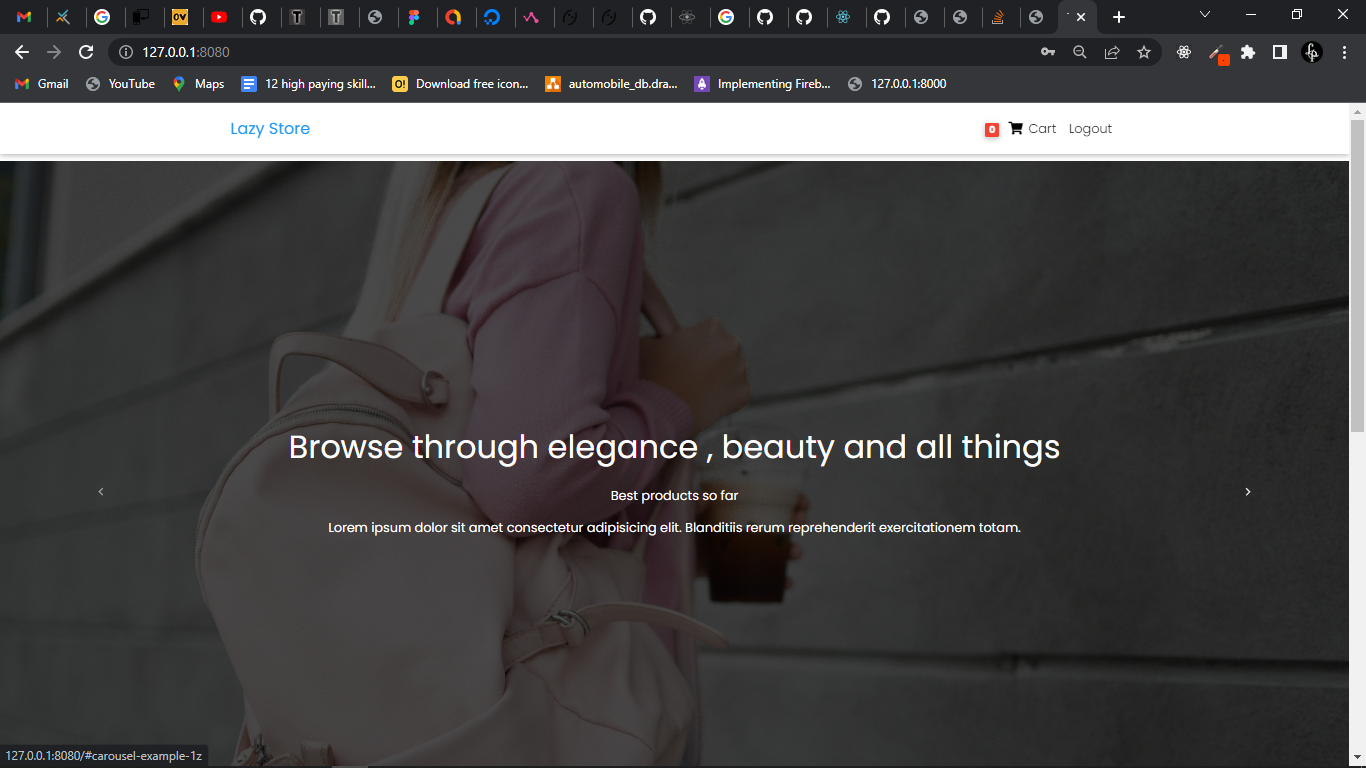 127.0.0.1:8080
Gmail
YouTube
Maps
12 high paying skill...
Download free icon...
automobile_db.dra...
Implementing Fireb...
127.0.0.1:8000
Lazy Store
0
Cart
Logout
Browse through elegance , beauty and all things
Best products so far
Lorem ipsum dolor sit amet consectetur adipisicing elit. Blanditiis rerum reprehenderit exercitationem totam.
127.0.0.1:8080/#carousel-example-1z